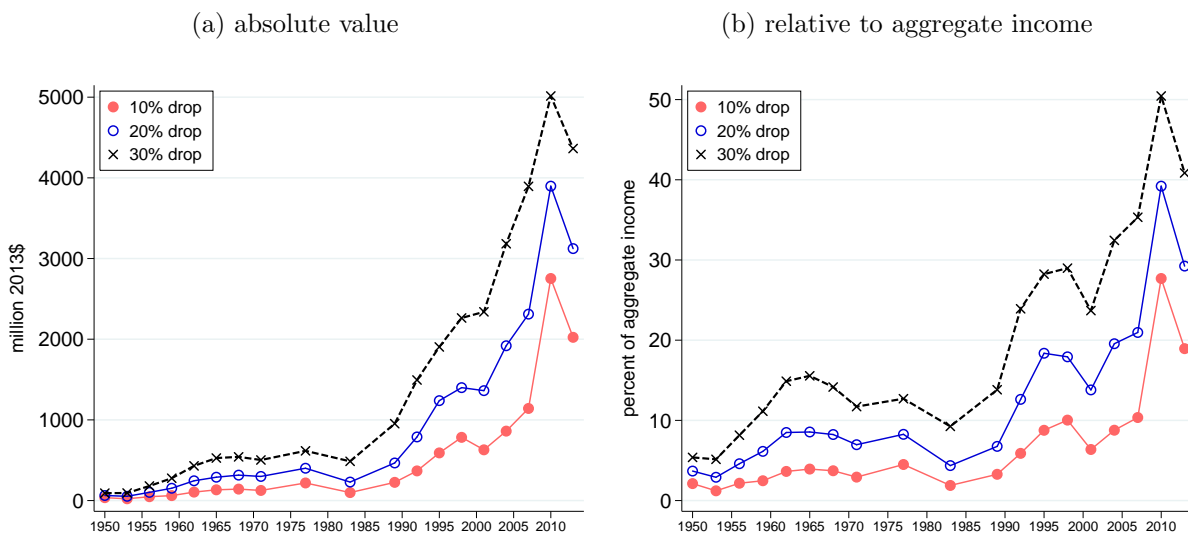 (a) absolute value
million 2013$
5000
4000
3000
2000
1000
0
10% drop
20% drop
30% drop
1950 1955 1960 1965 1970 1975 1980 1985 1990 1995 2000 2005 2010
(b) relative to aggregate income
percent of aggregate income
50
40
30
20
10
0
10% drop
20% drop
30% drop
1950 1955 1960 1965 1970 1975 1980 1985 1990 1995 2000 2005 2010